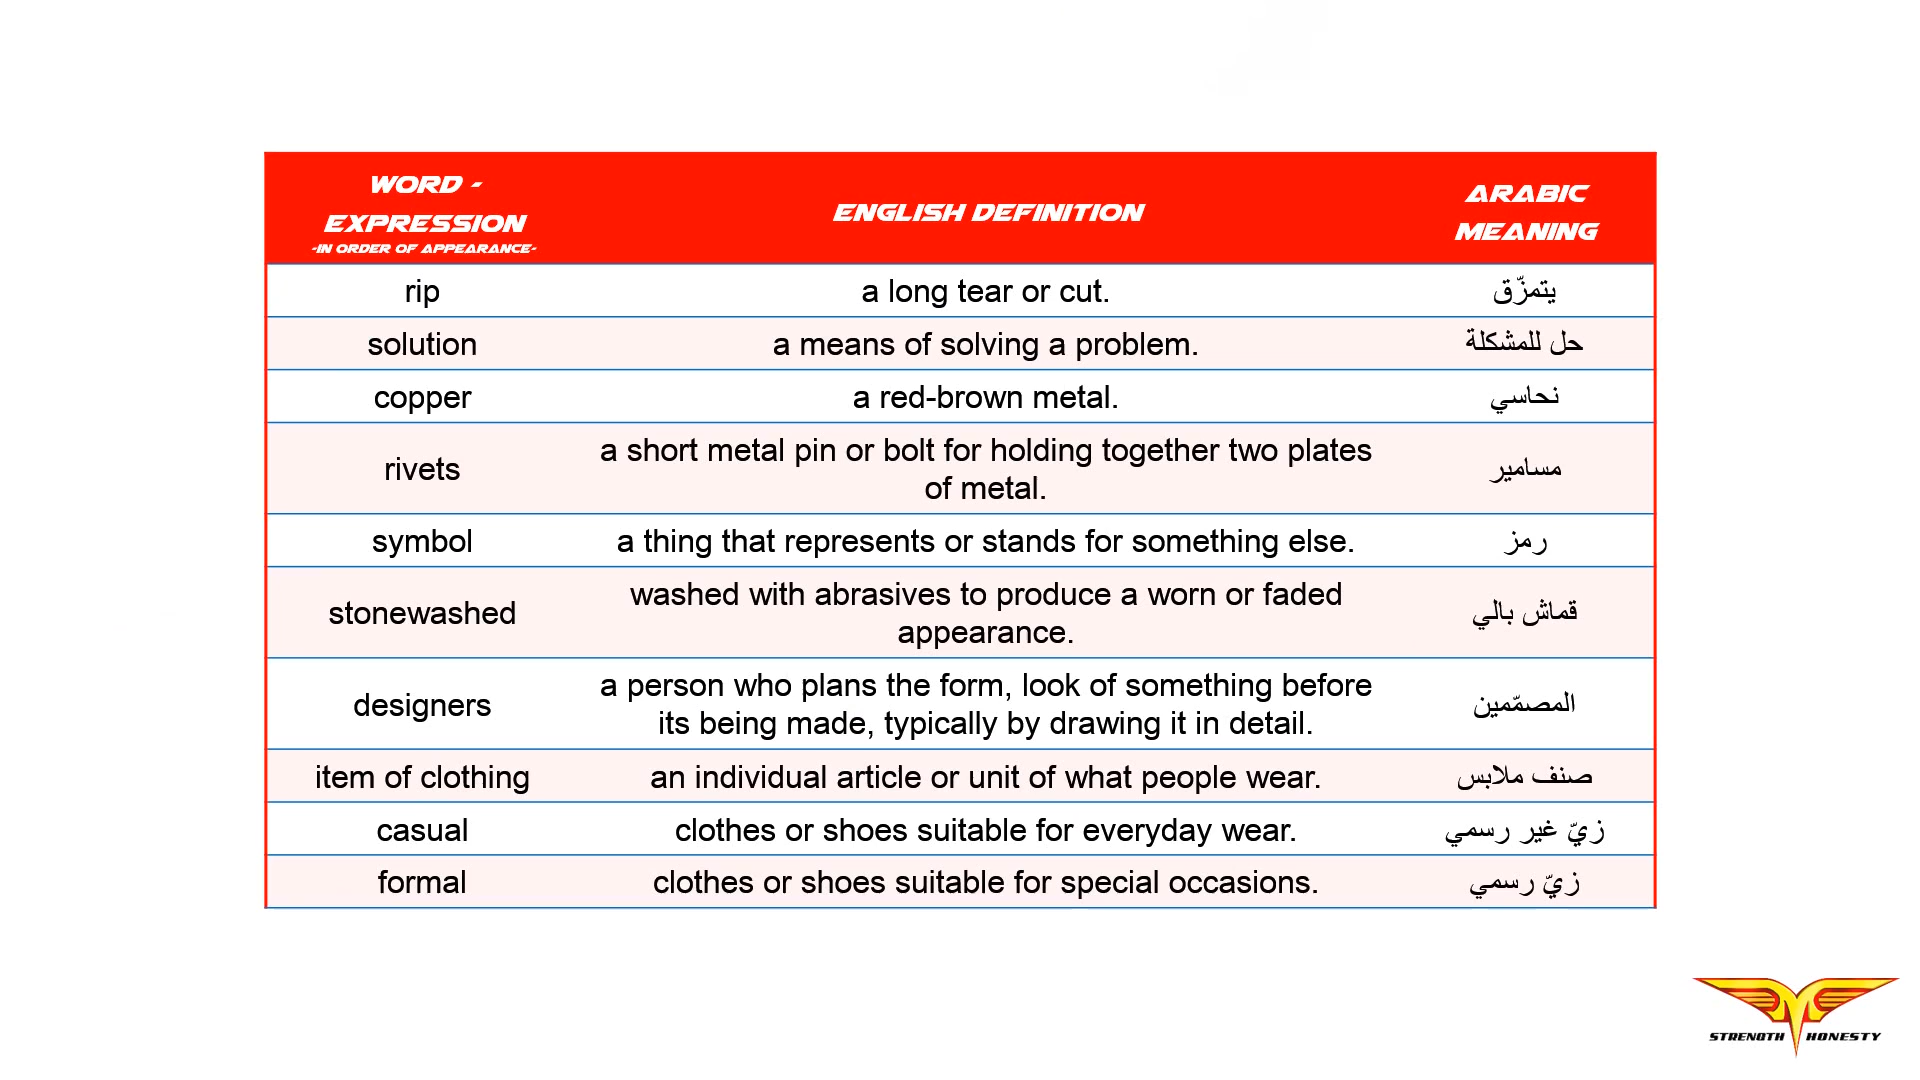 WORD -
EXPRESSION
-IN ORDER OF APPEARANCE-
ENGLISH DEFINITION
ARABIC
MEANING
rip
a long tear or cut.
يتمزّق
solution
a means of solving a problem.
حل للمشكلة
copper
a red-brown metal.
نحاسي
rivets
a short metal pin or bolt for holding together two plates
of metal.
مسامير
symbol
a thing that represents or stands for something else.
رمز
stonewashed
washed with abrasives to produce a worn or faded
appearance.
قماش بالي
designers
a person who plans the form, look of something before
its being made, typically by drawing it in detail.
المصمّمين
item of clothing
an individual article or unit of what people wear.
صنف ملابس
casual
clothes or shoes suitable for everyday wear.
زيّ غير رسمي
formal
clothes or shoes suitable for special occasions.
زيّ رسمي
STRENGTH HONESTY